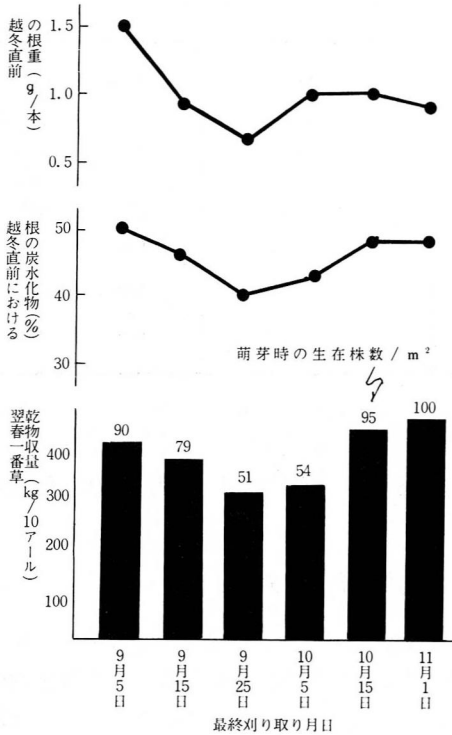 越冬直前
の根重(g/本)
1.5
1.0
0.5
越冬直前における
根の炭水化物(%)
50
40
30
萌芽時の生在株数/m²
翌春一番草
乾物収量(kg/10アール)
400
300
200
100
90
79
51
54
95
100
9月5日
9月15日
9月25日
10月5日
10月15日
11月1日
最終刈り取り月日